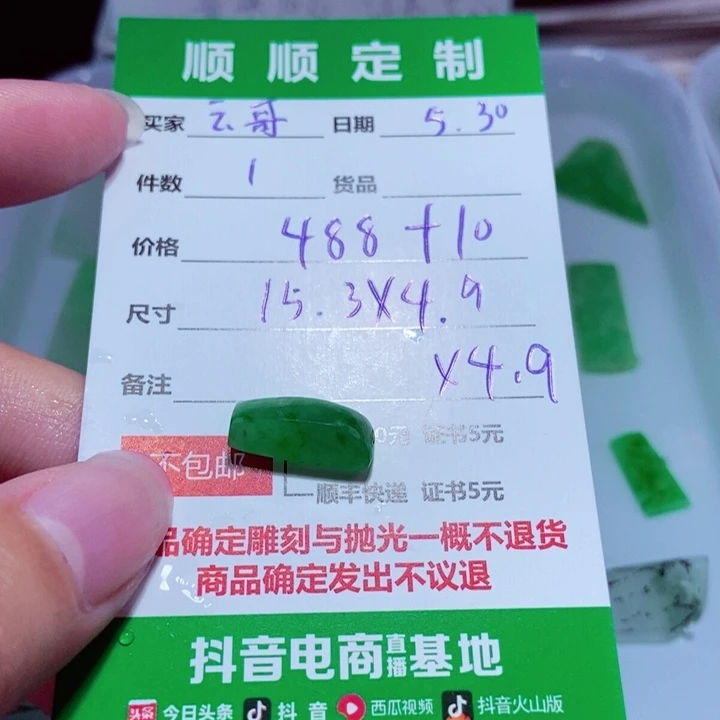 顺顺定制
买家 云哥 日期 5.30
件数 1 货品
价格 488+10
尺寸 15.3X4.9
备注 X4.9
0元 证书5元
不包邮 顺丰快递 证书5元
品确定雕刻与抛光一概不退货
商品确定发出不议退
抖音电商直播基地
头条 今日头条 抖音 西瓜视频 抖音火山版